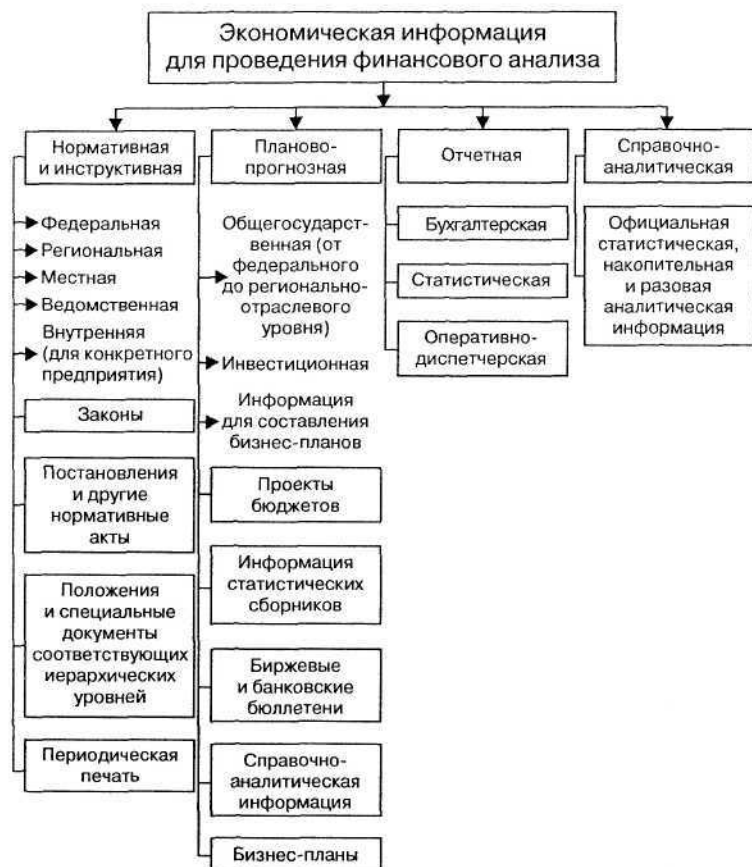 Экономическая информация
для проведения финансового анализа
Нормативная
и инструктивная
Федеральная
Региональная
Местная
Ведомственная
Внутренняя
(для конкретного
предприятия)
Законы
Постановления
и другие
нормативные
акты
Положения
и специальные
документы
соответствующих
иерархических
уровней
Периодическая
печать
Планово-
прогнозная
Общегосударст-
венная (от
федерального
до регионально-
отраслевого
уровня)
Инвестиционная
Информация
для составления
бизнес-планов
Проекты
бюджетов
Информация
статистических
сборников
Биржевые
и банковские
бюллетени
Справочно-
аналитическая
информация
Бизнес-планы
Отчетная
Бухгалтерская
Статистическая
Оперативно-
диспетчерская
Справочно-
аналитическая
Официальная
статистическая,
накопительная
и разовая
аналитическая
информация